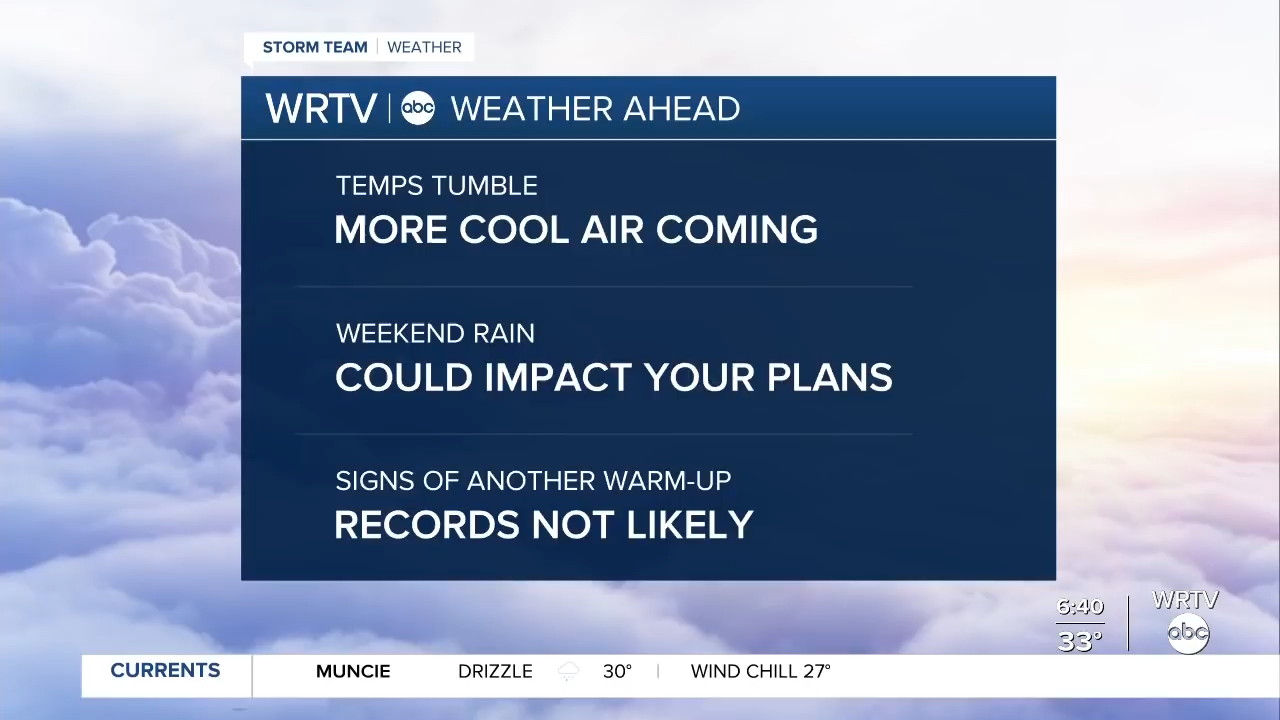 STORM TEAM | WEATHER
WRTV | abc WEATHER AHEAD
TEMPS TUMBLE
MORE COOL AIR COMING
WEEKEND RAIN
COULD IMPACT YOUR PLANS
SIGNS OF ANOTHER WARM-UP
RECORDS NOT LIKELY
6:40
33°
WRTV
abc
CURRENTS MUNCIE DRIZZLE 30° | WIND CHILL 27°